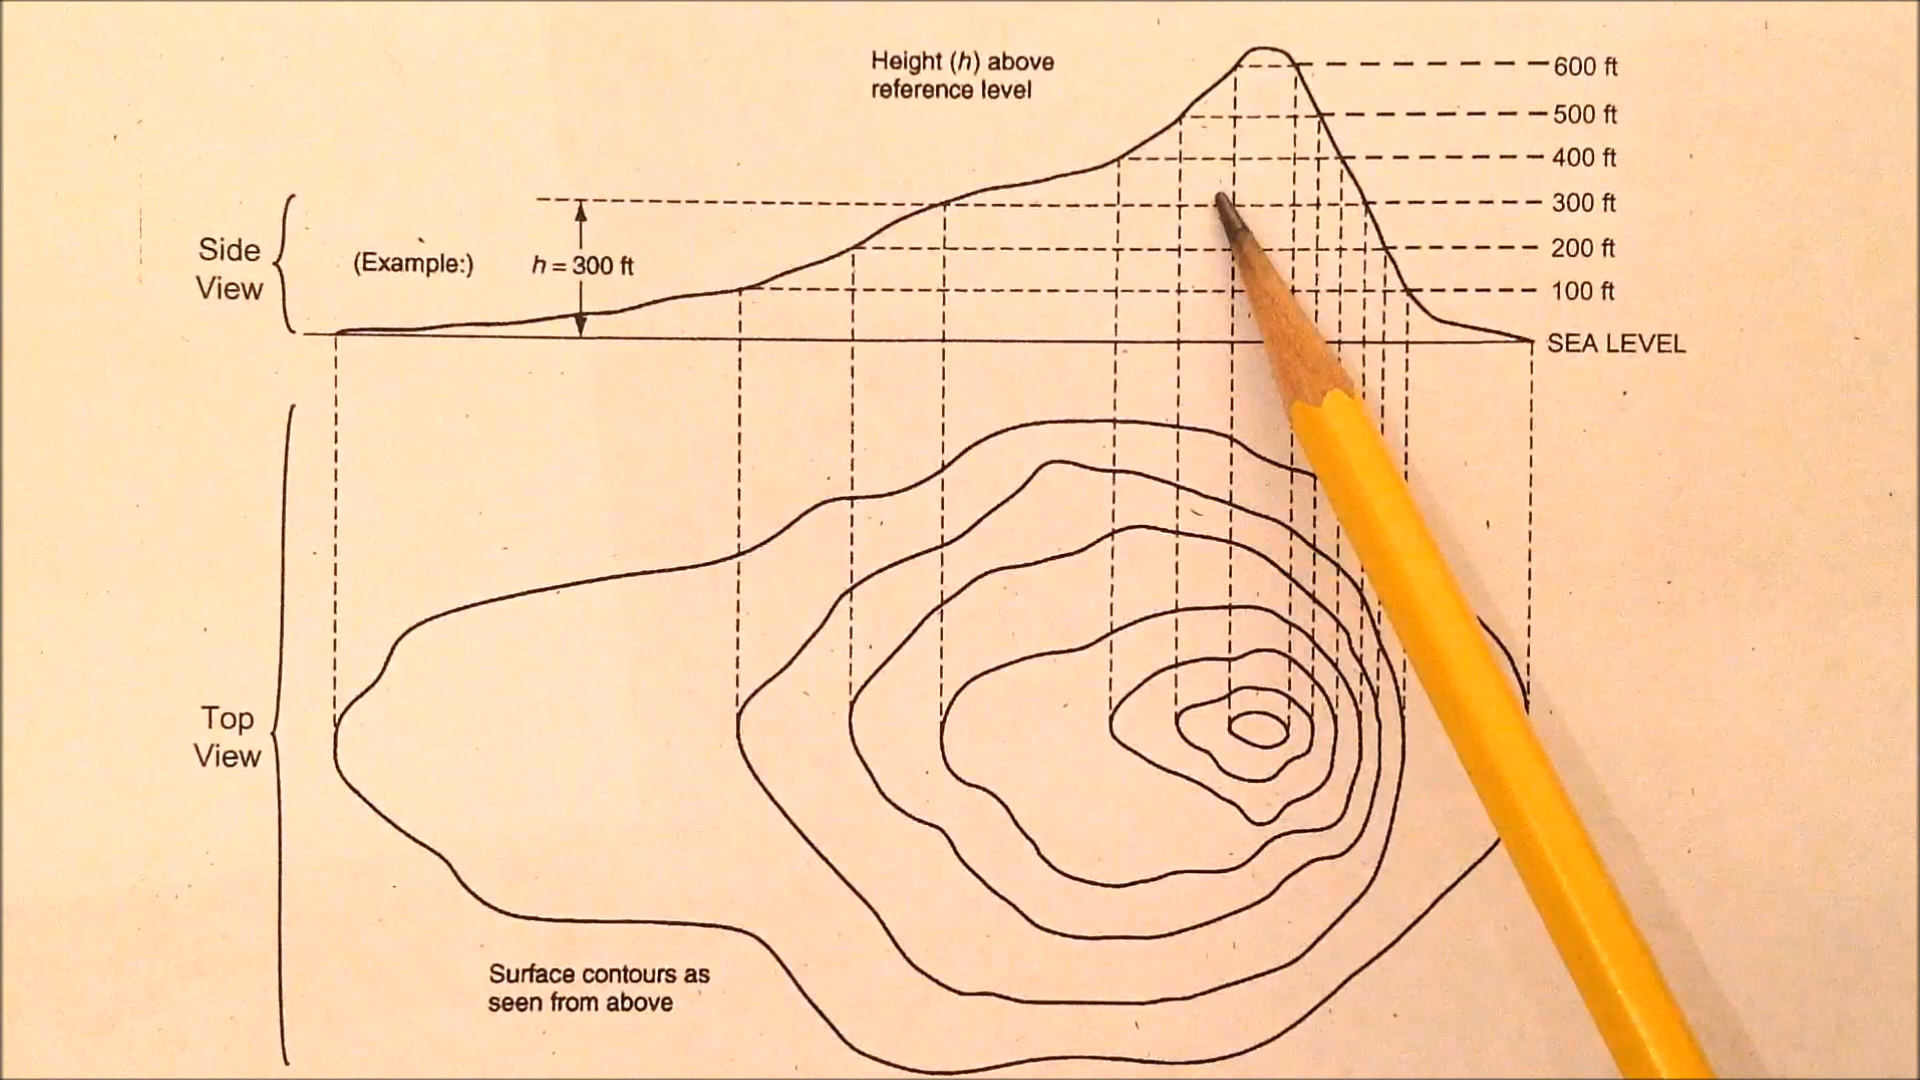 Height (h) above
reference level
600 ft
500 ft
400 ft
300 ft
200 ft
100 ft
SEA LEVEL
Side
View
(Example:)
h = 300 ft
Top
View
Surface contours as
seen from above